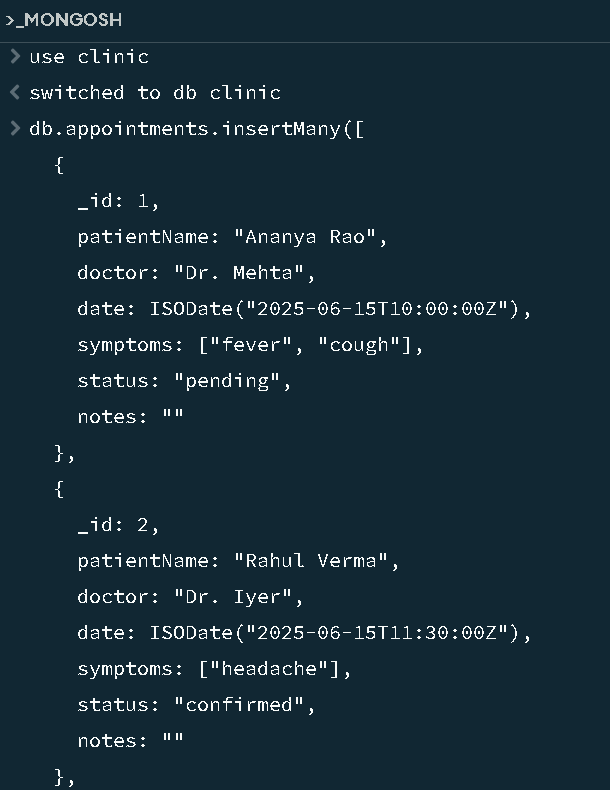 >_MONGOSH
> use clinic
< switched to db clinic
> db.appointments.insertMany([
{
_id: 1,
patientName: "Ananya Rao",
doctor: "Dr. Mehta",
date: ISODate("2025-06-15T10:00:00Z"),
symptoms: ["fever", "cough"],
status: "pending",
notes: ""
},
{
_id: 2,
patientName: "Rahul Verma",
doctor: "Dr. Iyer",
date: ISODate("2025-06-15T11:30:00Z"),
symptoms: ["headache"],
status: "confirmed",
notes: ""
},